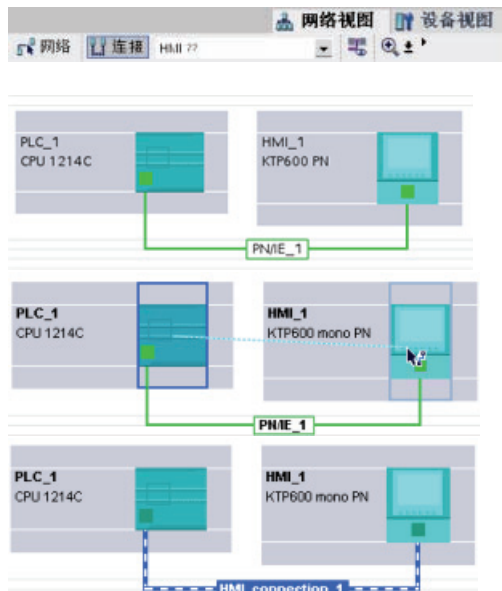 网络视图 设备视图
网络 连接 HMI ??
PLC_1
CPU 1214C
HMI_1
KTP600 PN
PN/IE_1
PLC_1
CPU 1214C
HMI_1
KTP600 mono PN
PN/IE_1
PLC_1
CPU 1214C
HMI_1
KTP600 mono PN
HMI_connection_1